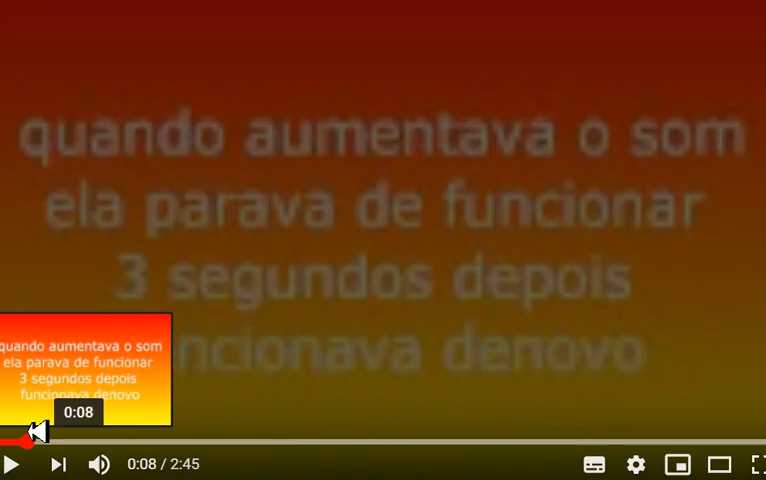 quando aumentava o som
ela parava de funcionar
3 segundos depois
funcionava denovo
quando aumentava o som
ela parava de funcionar
3 segundos depois
funcionava denovo
0:08
0:08 / 2:45